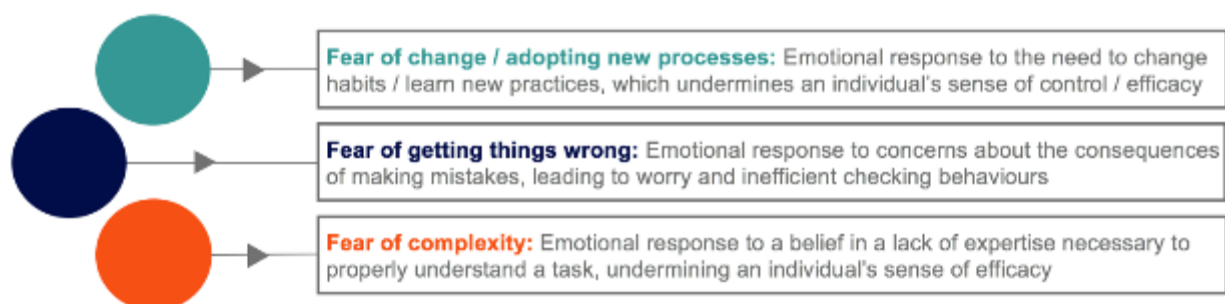 Fear of change / adopting new processes: Emotional response to the need to change
habits / learn new practices, which undermines an individual's sense of control / efficacy
Fear of getting things wrong: Emotional response to concerns about the consequences
of making mistakes, leading to worry and inefficient checking behaviours
Fear of complexity: Emotional response to a belief in a lack of expertise necessary to
properly understand a task, undermining an individual's sense of efficacy